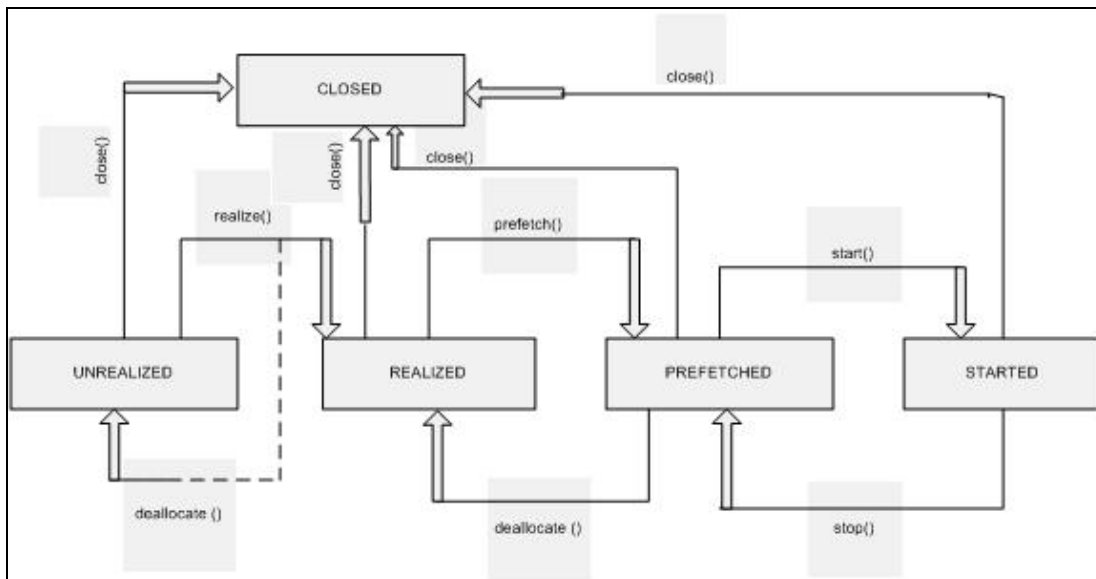 close()
CLOSED
close()
close()
close()
realize()
prefetch()
start()
UNREALIZED
REALIZED
PREFETCHED
STARTED
deallocate ()
deallocate ()
stop()